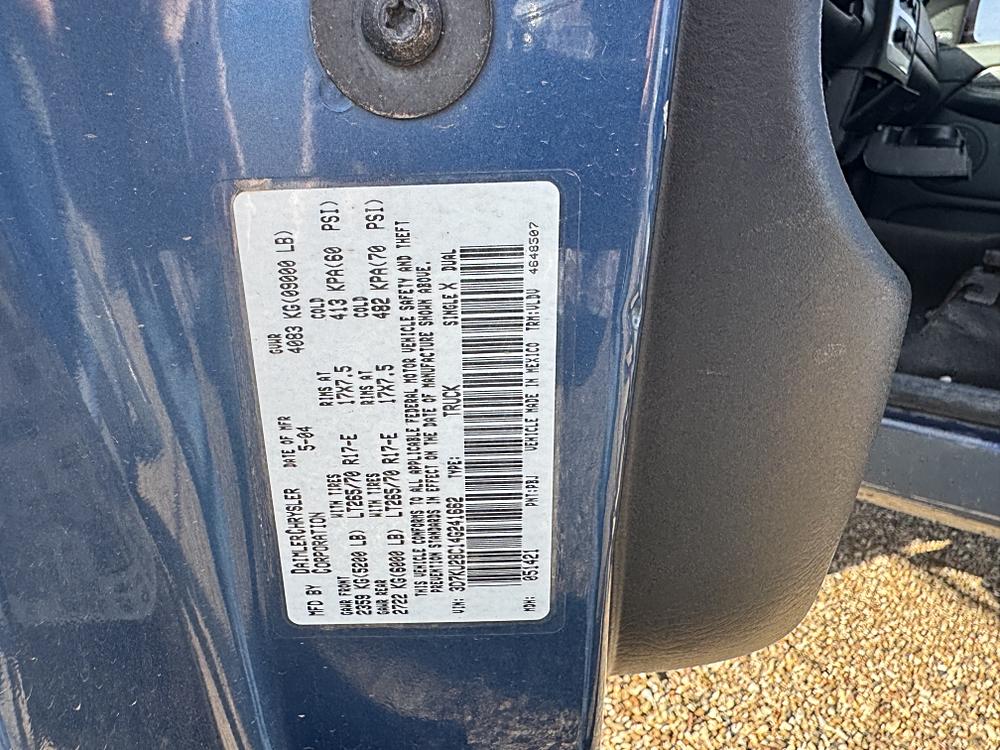 MFD BY DAIMLERCHRYSLER CORPORATION DATE OF MFR 5-04 GVWR 4083 KG(09000 LB)
GAWR FRONT WITH TIRES RIMS AT COLD
2359 KG(5200 LB) LT265/70 R17-E 17X7.5 413 KPA(60 PSI)
GAWR REAR WITH TIRES RIMS AT COLD
2722 KG(6000 LB) LT265/70 R17-E 17X7.5 482 KPA(70 PSI)
THIS VEHICLE CONFORMS TO ALL APPLICABLE FEDERAL MOTOR VEHICLE SAFETY AND THEFT
PREVENTION STANDARDS IN EFFECT ON THE DATE OF MANUFACTURE SHOWN ABOVE.
VIN: 3D7KU28C14G241662 TYPE: TRUCK SINGLE X DUAL
MDH: 051421 PNT:PBJ VEHICLE MADE IN MEXICO TRM:VLDV 4648307